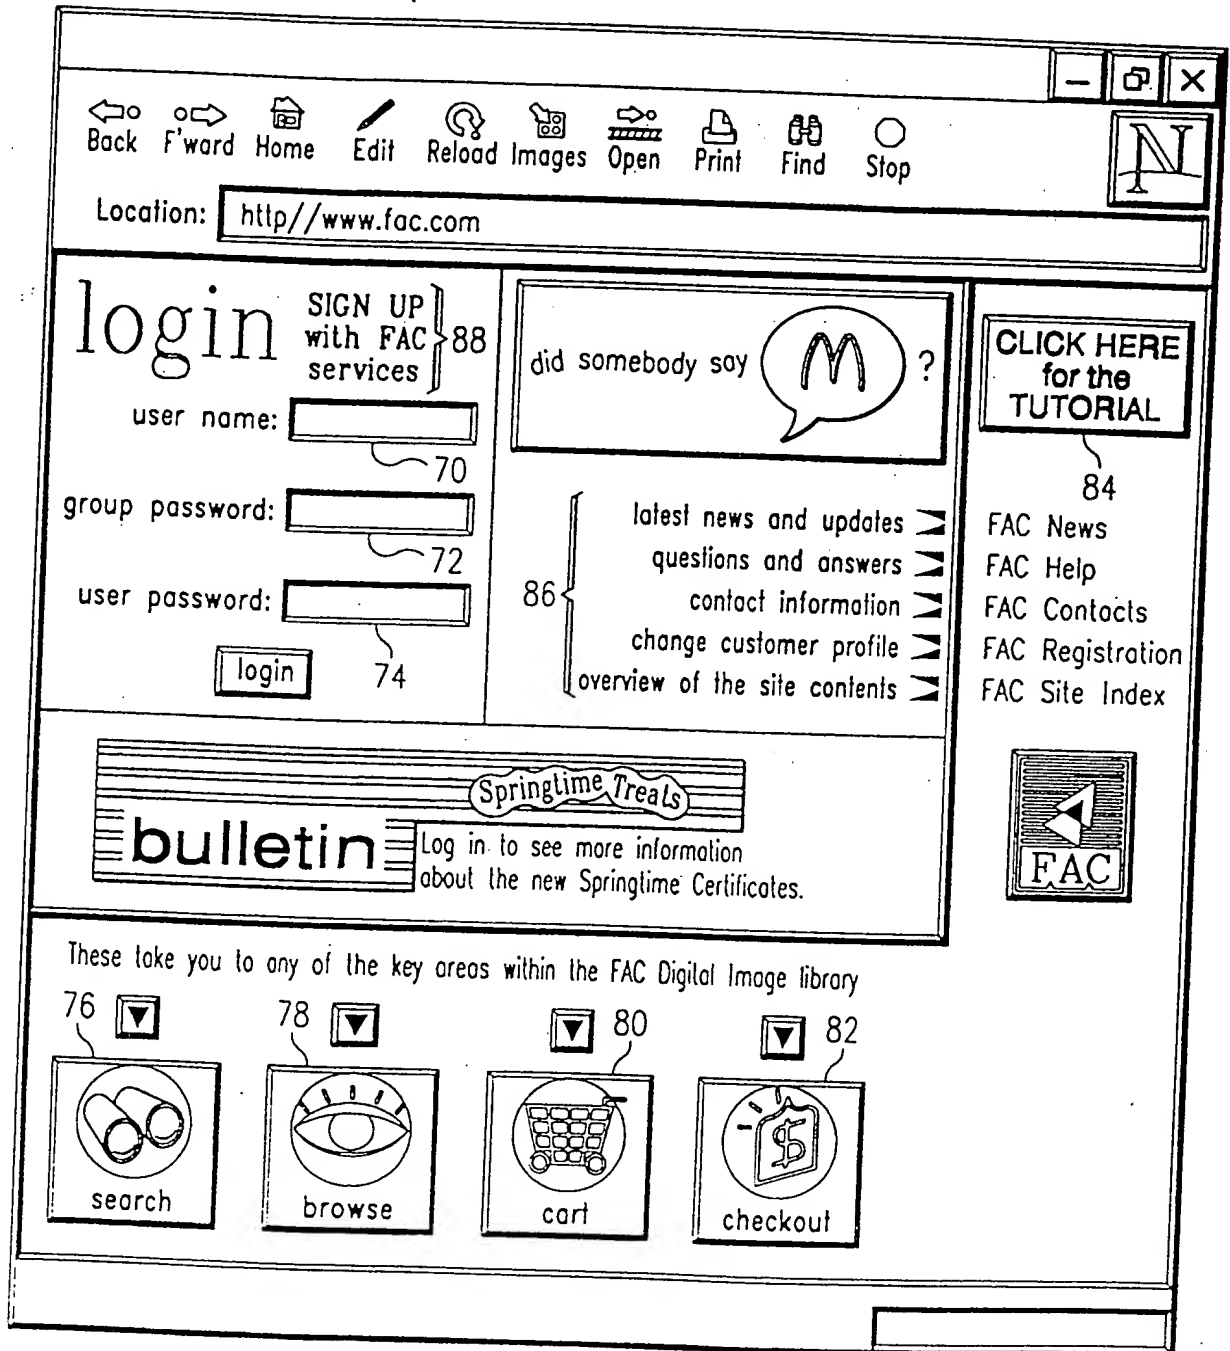 Back F'ward Home Edit Reload Images Open Print Find Stop
N
Location: http//www.fac.com
login
SIGN UP
with FAC
services
88
user name:
70
group password:
72
user password:
74
login
did somebody say M ?
CLICK HERE
for the
TUTORIAL
84
86
latest news and updates FAC News
questions and answers FAC Help
contact information FAC Contacts
change customer profile FAC Registration
overview of the site contents FAC Site Index
Springtime Treats
bulletin
Log in to see more information
about the new Springtime Certificates.
FAC
These take you to any of the key areas within the FAC Digital Image library
76 78 80 82
$
search browse cart checkout